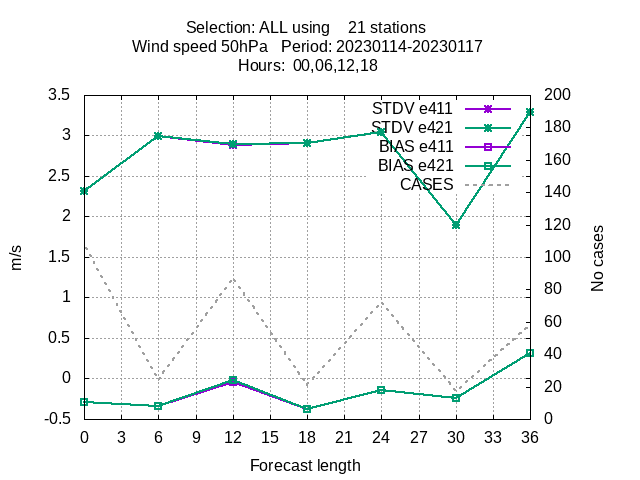 Selection: ALL using 21 stations
Wind speed 50hPa Period: 20230114-20230117
Hours: 00,06,12,18
3.5
3
2.5
2
1.5
1
0.5
0
-0.5
m/s
STDV e411
STDV e421
BIAS e411
BIAS e421
CASES
200
180
160
140
120
100
80
60
40
20
0
No cases
0 3 6 9 12 15 18 21 24 27 30 33 36
Forecast length